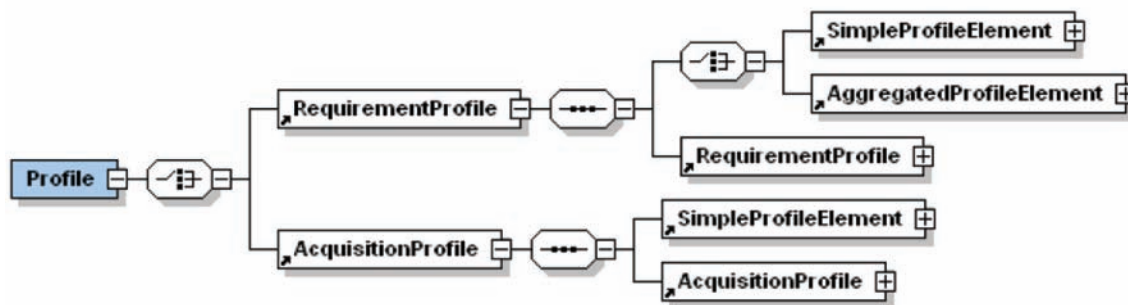 SimpleProfileElement
AggregatedProfileElement
RequirementProfile
RequirementProfile
Profile
SimpleProfileElement
AcquisitionProfile
AcquisitionProfile